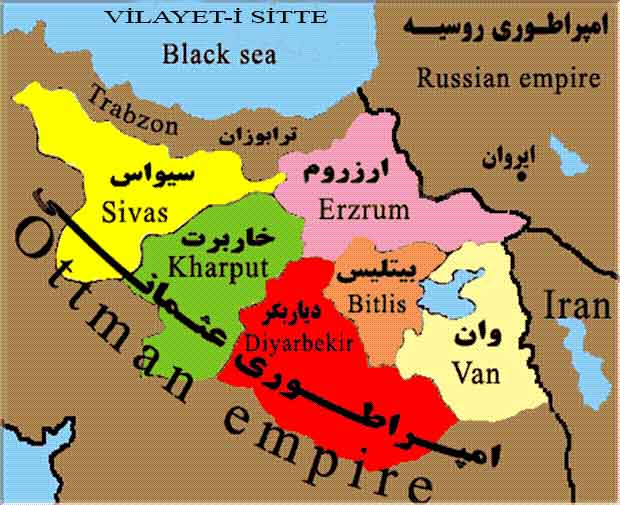 VİLAYET-İ SİTTE
Black sea
امپراطوری روسیه
Russian empire
Trabzon
ترابوزان
ایروان
سیواس
Sivas
ارزروم
Erzrum
خاربرت
Kharput
بیتلیس
Bitlis
دیاربکر
Diyarbekir
وان
Van
Iran
امپراطوری عثمانی
Ottman empire